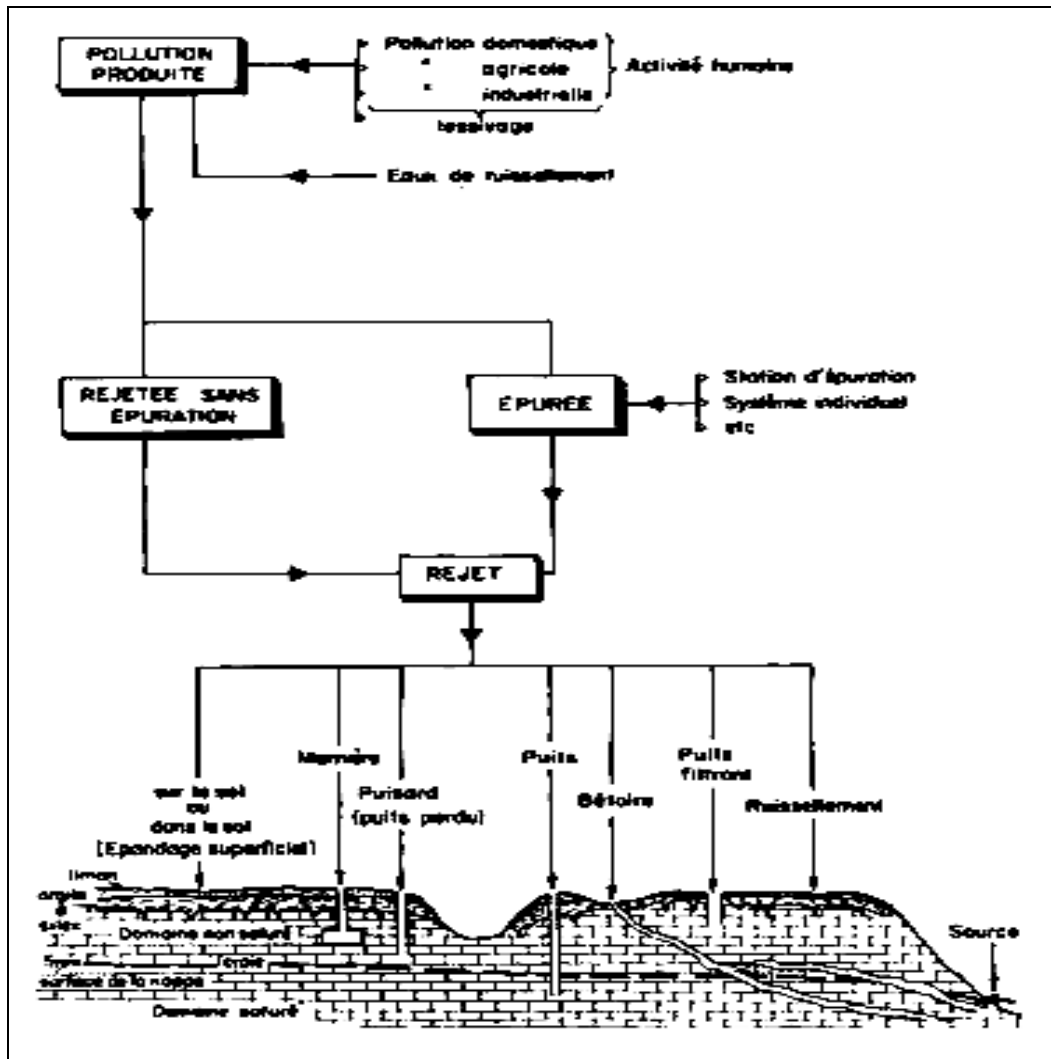 POLLUTION
PRODUITE
Pollution domestique
" agricole
" industrielle
Activité humaine
lessivage
Eaux de ruissellement
REJETEE SANS
EPURATION
EPUREE
Station d'épuration
Système individuel
etc
REJET
Marnière
Puits
Puits
filtrant
sur le sol
ou
dans le sol
(Epandage superficiel)
Puisard
(puits perdu)
Bétoire
Ruissellement
limon
argile
à
silex
Domaine non saturé
Source
craie
surface de la nappe
Domaine saturé